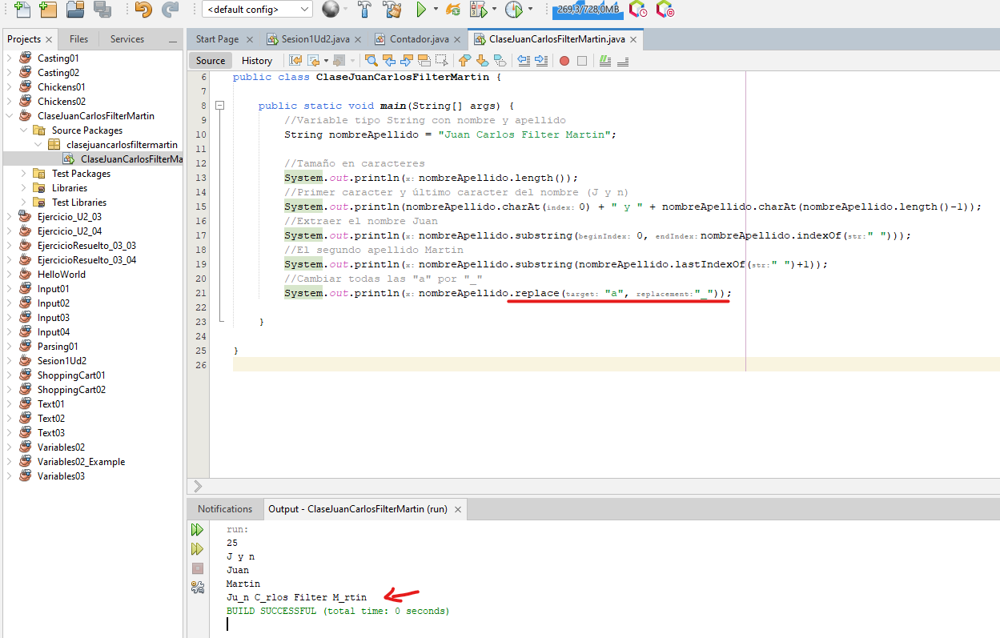 <default config>
269,3/728,0MB
Projects
Files
Services
Start Page
Sesion1Ud2.java
Contador.java
ClaseJuanCarlosFilterMartin.java
Source
History
Casting01
Casting02
Chickens01
Chickens02
ClaseJuanCarlosFilterMartin
Source Packages
clasejuancarlosfiltermartin
ClaseJuanCarlosFilterMa
Test Packages
Libraries
Test Libraries
Ejercicio_U2_03
Ejercicio_U2_04
EjercicioResuelto_03_03
EjercicioResuelto_03_04
HelloWorld
Input01
Input02
Input03
Input04
Parsing01
Sesion1Ud2
ShoppingCart01
ShoppingCart02
Text01
Text02
Text03
Variables02
Variables02_Example
Variables03
6 public class ClaseJuanCarlosFilterMartin {
7
8 public static void main(String[] args) {
9 //Variable tipo String con nombre y apellido
10 String nombreApellido = "Juan Carlos Filter Martin";
11
12 //Tamaño en caracteres
13 System.out.println(x: nombreApellido.length());
14 //Primer caracter y último caracter del nombre (J y n)
15 System.out.println(nombreApellido.charAt(index: 0) + " y " + nombreApellido.charAt(nombreApellido.length()-1));
16 //Extraer el nombre Juan
17 System.out.println(x: nombreApellido.substring(beginIndex: 0, endIndex: nombreApellido.indexOf(str: " ")));
18 //El segundo apellido Martin
19 System.out.println(x: nombreApellido.substring(nombreApellido.lastIndexOf(str: " ")+1));
20 //Cambiar todas las "a" por "_"
21 System.out.println(x: nombreApellido.replace(target: "a", replacement: "_"));
22
23 }
24
25 }
26
Notifications
Output - ClaseJuanCarlosFilterMartin (run)
run:
25
J y n
Juan
Martin
Ju_n C_rlos Filter M_rtin
BUILD SUCCESSFUL (total time: 0 seconds)